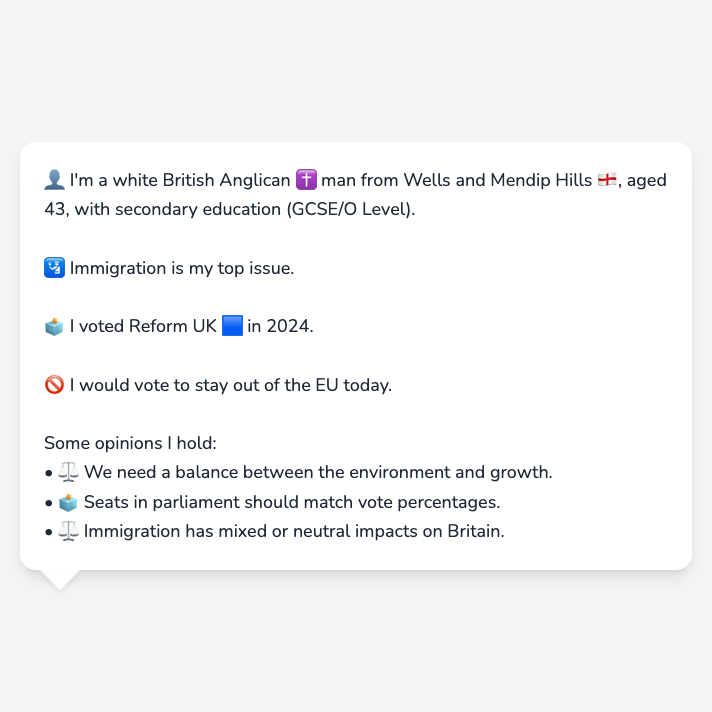 👤 I'm a white British Anglican ✝️ man from Wells and Mendip Hills 🏴󠁧󠁢󠁥󠁮󠁧󠁿, aged
43, with secondary education (GCSE/O Level).
🛂 Immigration is my top issue.
🗳️ I voted Reform UK 🟦 in 2024.
🚫 I would vote to stay out of the EU today.
Some opinions I hold:
• ⚖️ We need a balance between the environment and growth.
• 🗳️ Seats in parliament should match vote percentages.
• ⚖️ Immigration has mixed or neutral impacts on Britain.